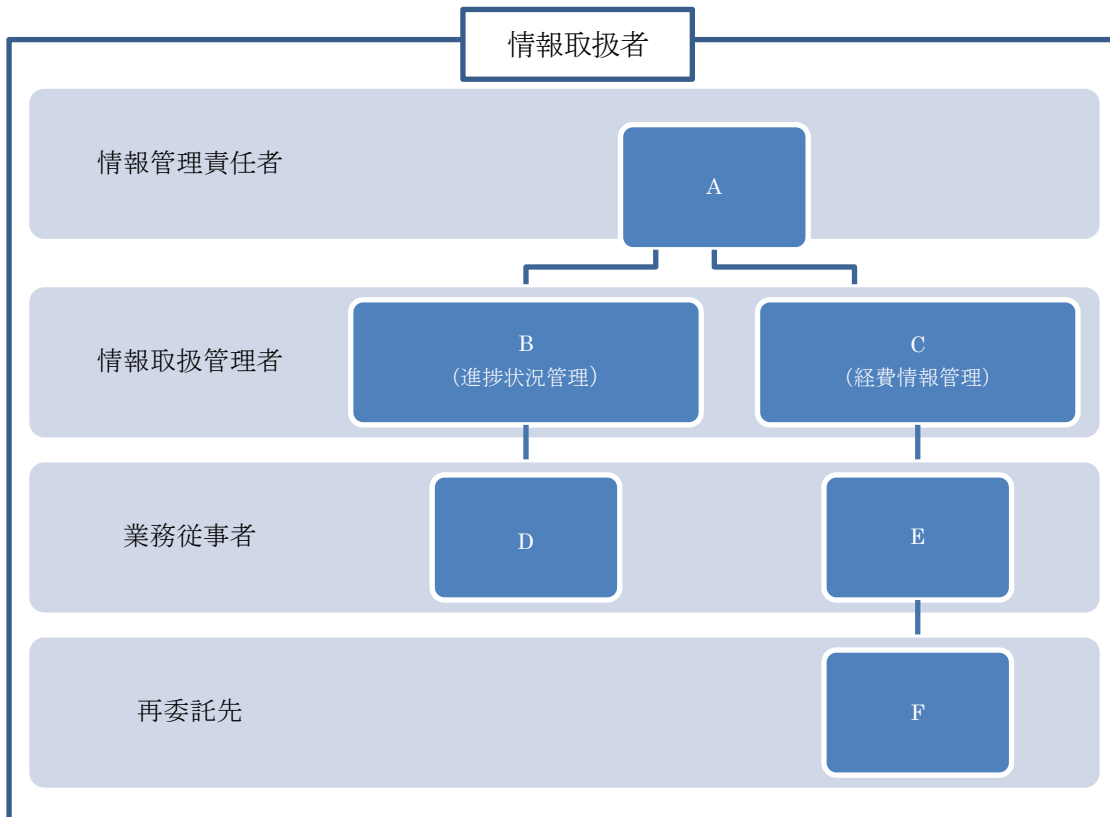 情報取扱者
情報管理責任者
A
情報取扱管理者
B
（進捗状況管理）
C
（経費情報管理）
業務従事者
D
E
再委託先
F